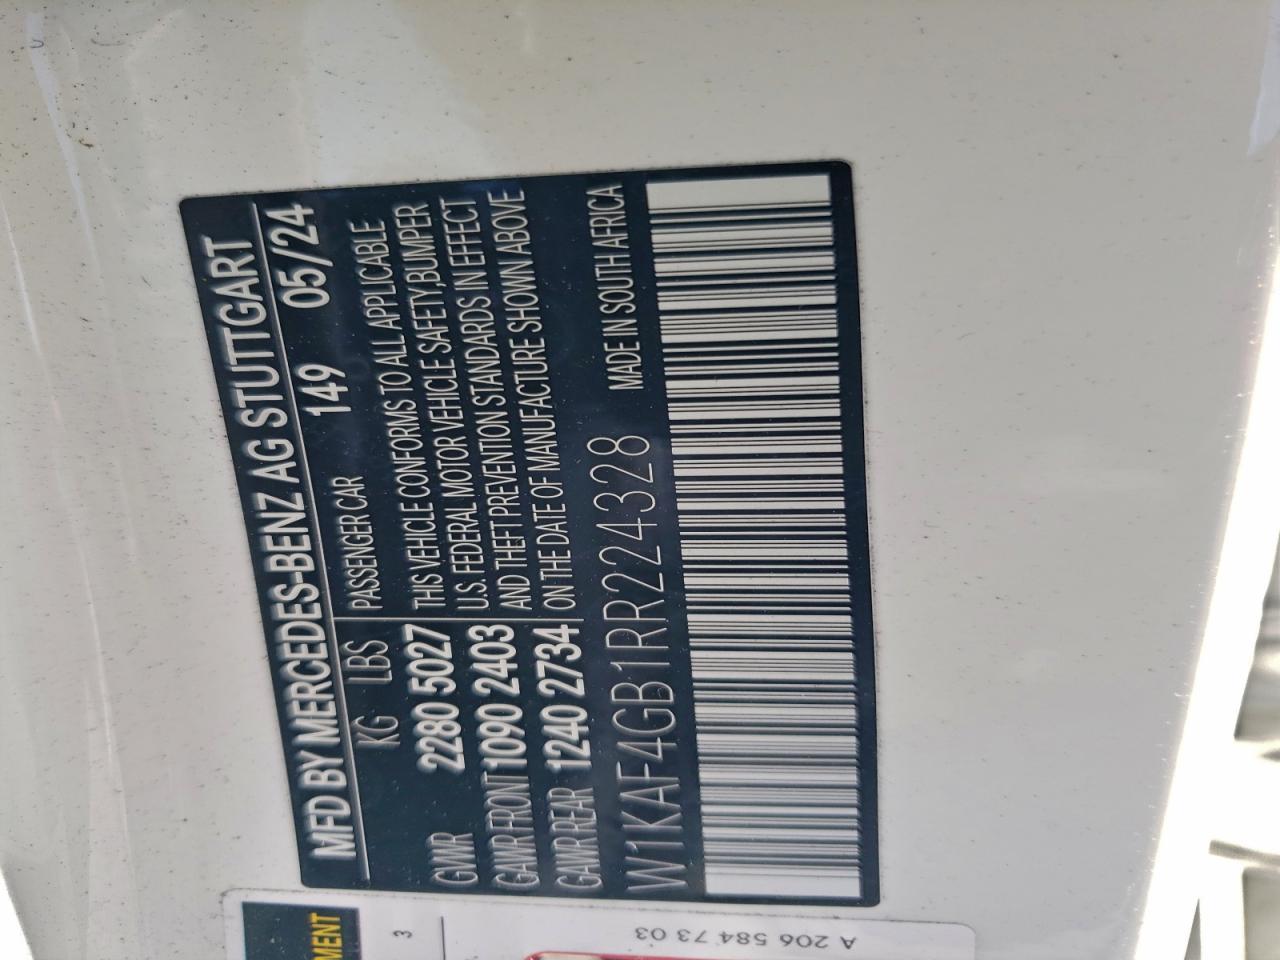 MFD BY MERCEDES-BENZ AG STUTTGART
149 05/24
KG LBS PASSENGER CAR
GVWR 2280 5027 THIS VEHICLE CONFORMS TO ALL APPLICABLE
U.S. FEDERAL MOTOR VEHICLE SAFETY,BUMPER
GAWR FRONT 1090 2403 AND THEFT PREVENTION STANDARDS IN EFFECT
GAWR REAR 1240 2734 ON THE DATE OF MANUFACTURE SHOWN ABOVE
W1KAF4GB1RR224328 MADE IN SOUTH AFRICA
3
A 206 584 73 03